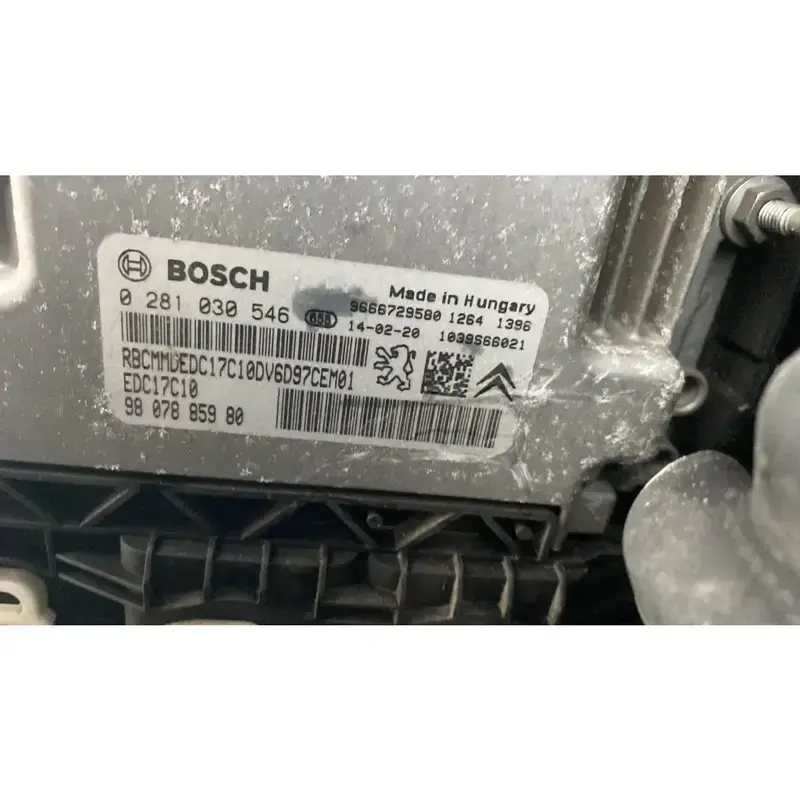 BOSCH
Made in Hungary
0 281 030 546
9666729580 1264 1396
14-02-20 1039S66021
RBCMMDEDC17C10DV6D97CEM01
EDC17C10
98 078 859 80